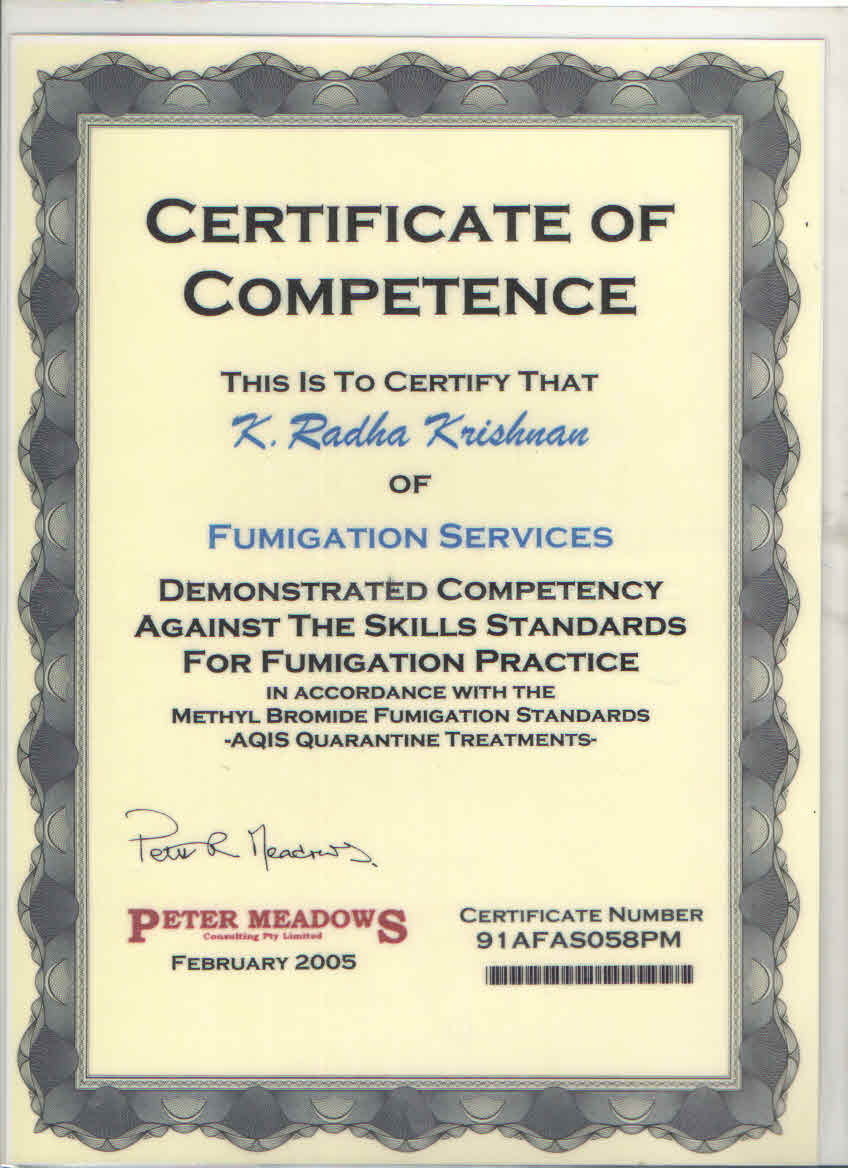 CERTIFICATE OF
COMPETENCE
THIS IS TO CERTIFY THAT
K. Radha Krishnan
OF
FUMIGATION SERVICES
DEMONSTRATED COMPETENCY
AGAINST THE SKILLS STANDARDS
FOR FUMIGATION PRACTICE
IN ACCORDANCE WITH THE
METHYL BROMIDE FUMIGATION STANDARDS
-AQIS QUARANTINE TREATMENTS-
Peter R Meadows.
PETER MEADOWS
Consulting Pty Limited
FEBRUARY 2005
CERTIFICATE NUMBER
91AFAS058PM